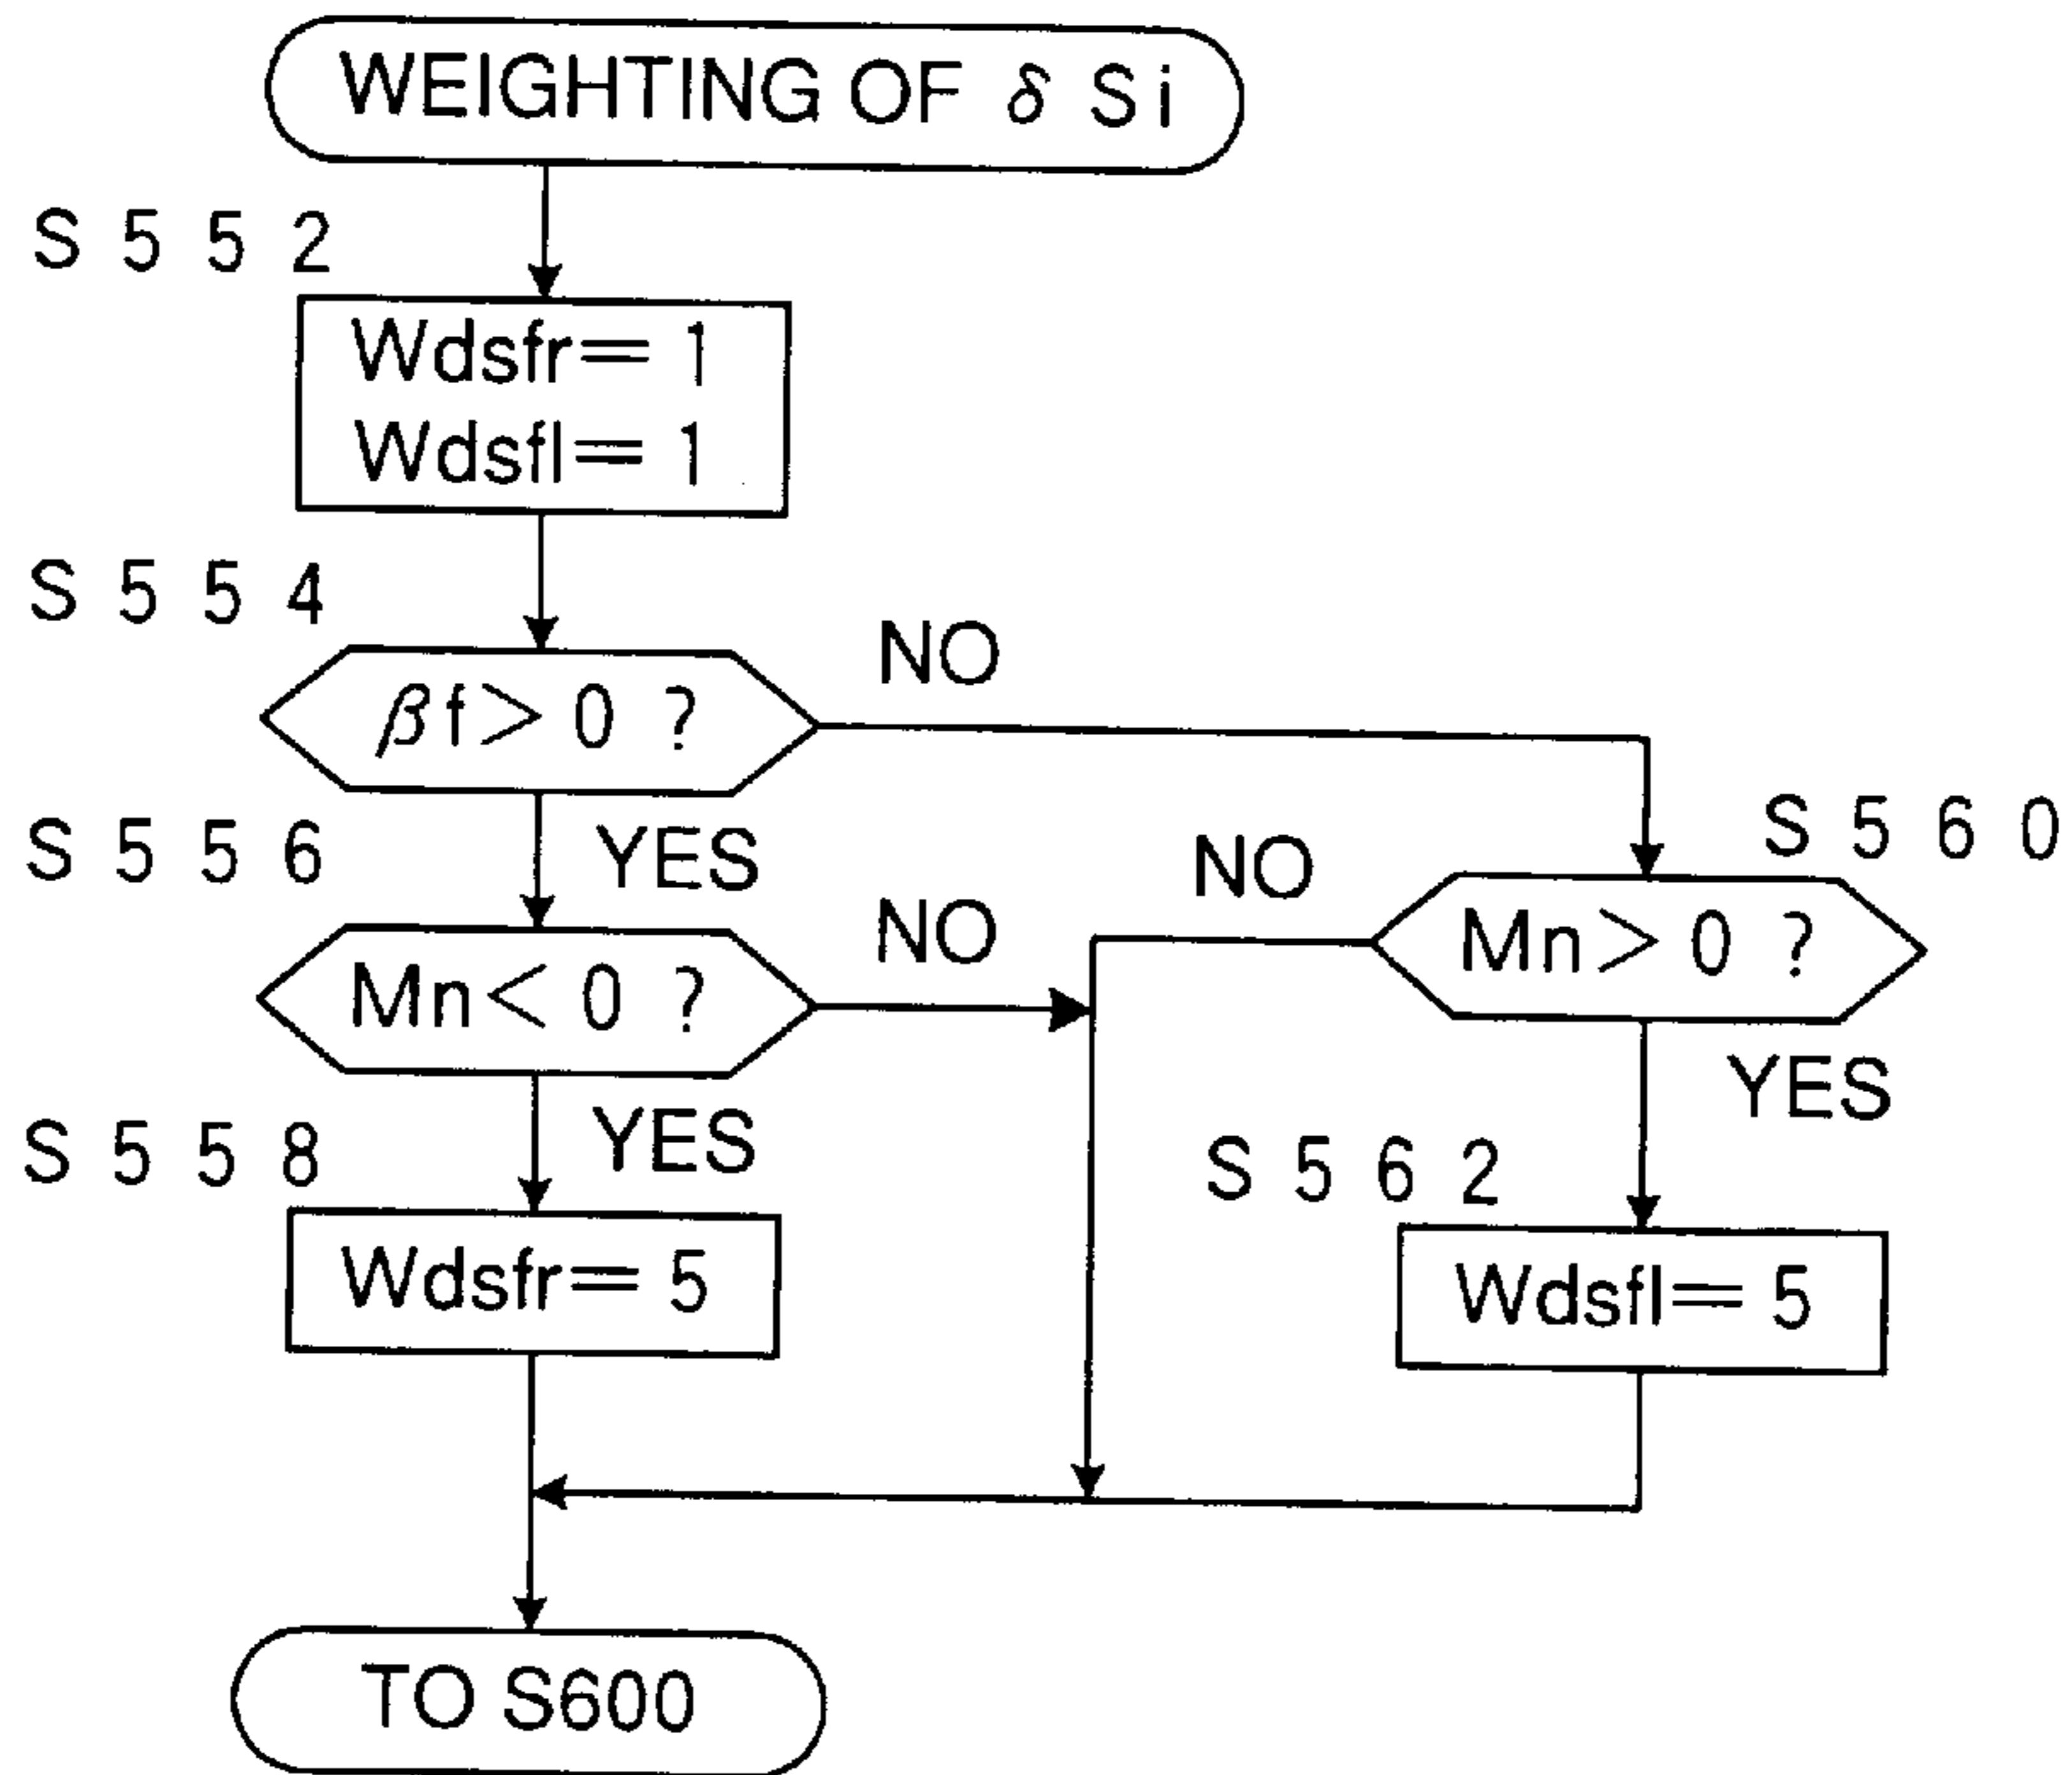 WEIGHTING OF δ Si
S 5 5 2
Wdsfr= 1
Wdsfl= 1
S 5 5 4
βf> 0 ?
NO
S 5 5 6
YES
S 5 6 0
NO
Mn> 0 ?
NO
Mn< 0 ?
YES
S 5 5 8
YES
S 5 6 2
Wdsfr= 5
Wdsfl= 5
TO S600